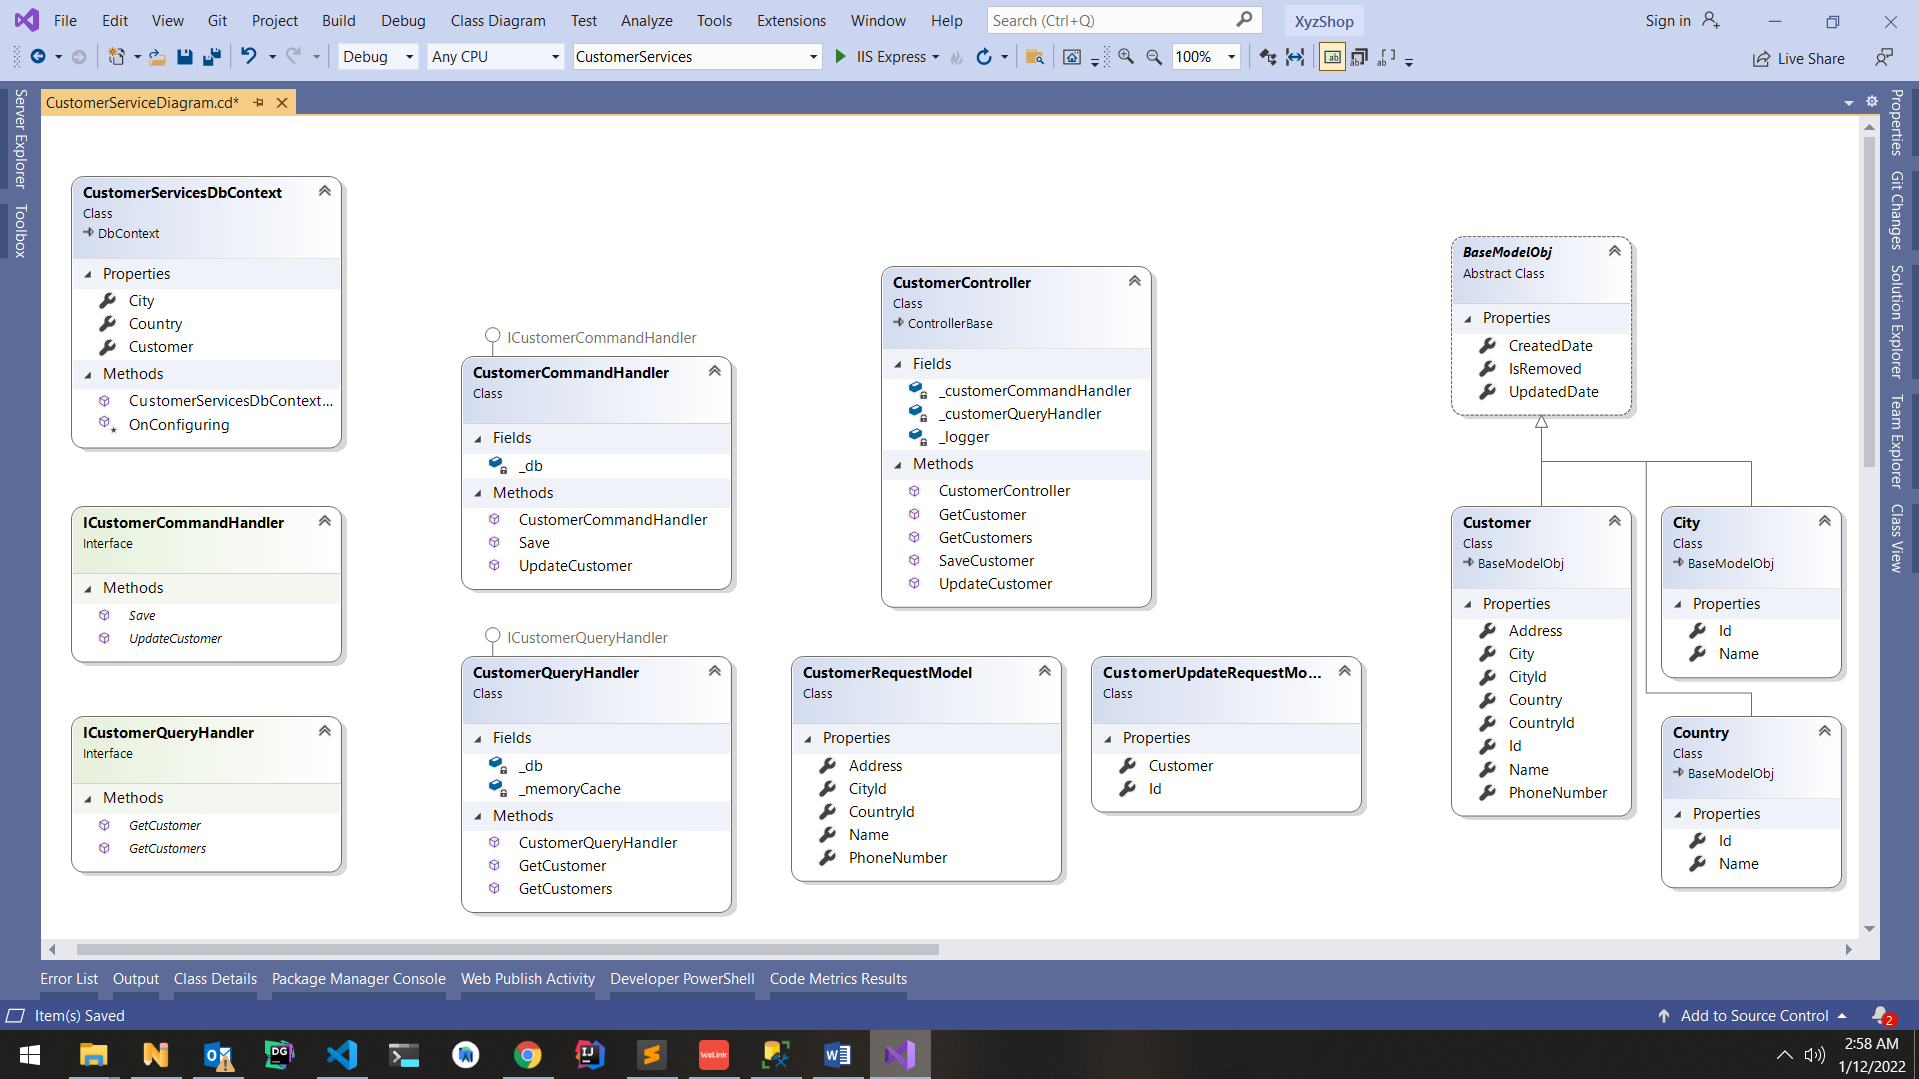 File Edit View Git Project Build Debug Class Diagram Test Analyze Tools Extensions Window Help Search (Ctrl+Q) XyzShop Sign in
Debug Any CPU CustomerServices IIS Express 100% Live Share
CustomerServiceDiagram.cd*
Server Explorer
Toolbox
CustomerServicesDbContext
Class
DbContext
Properties
City
Country
Customer
Methods
CustomerServicesDbContext...
OnConfiguring
ICustomerCommandHandler
Interface
Methods
Save
UpdateCustomer
ICustomerQueryHandler
Interface
Methods
GetCustomer
GetCustomers
ICustomerCommandHandler
CustomerCommandHandler
Class
Fields
_db
Methods
CustomerCommandHandler
Save
UpdateCustomer
ICustomerQueryHandler
CustomerQueryHandler
Class
Fields
_db
_memoryCache
Methods
CustomerQueryHandler
GetCustomer
GetCustomers
CustomerController
Class
ControllerBase
Fields
_customerCommandHandler
_customerQueryHandler
_logger
Methods
CustomerController
GetCustomer
GetCustomers
SaveCustomer
UpdateCustomer
CustomerRequestModel
Class
Properties
Address
CityId
CountryId
Name
PhoneNumber
CustomerUpdateRequestMo...
Class
Properties
Customer
Id
BaseModelObj
Abstract Class
Properties
CreatedDate
IsRemoved
UpdatedDate
Customer
Class
BaseModelObj
Properties
Address
City
CityId
Country
CountryId
Id
Name
PhoneNumber
City
Class
BaseModelObj
Properties
Id
Name
Country
Class
BaseModelObj
Properties
Id
Name
Properties
Git Changes
Solution Explorer
Team Explorer
Class View
Error List Output Class Details Package Manager Console Web Publish Activity Developer PowerShell Code Metrics Results
Item(s) Saved Add to Source Control 2
DG
WeLink
2:58 AM
1/12/2022